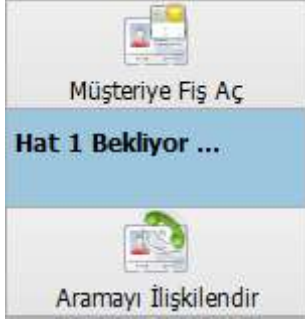 Müşteriye Fiş Aç
Hat 1 Bekliyor ...
Aramayı İlişkilendir